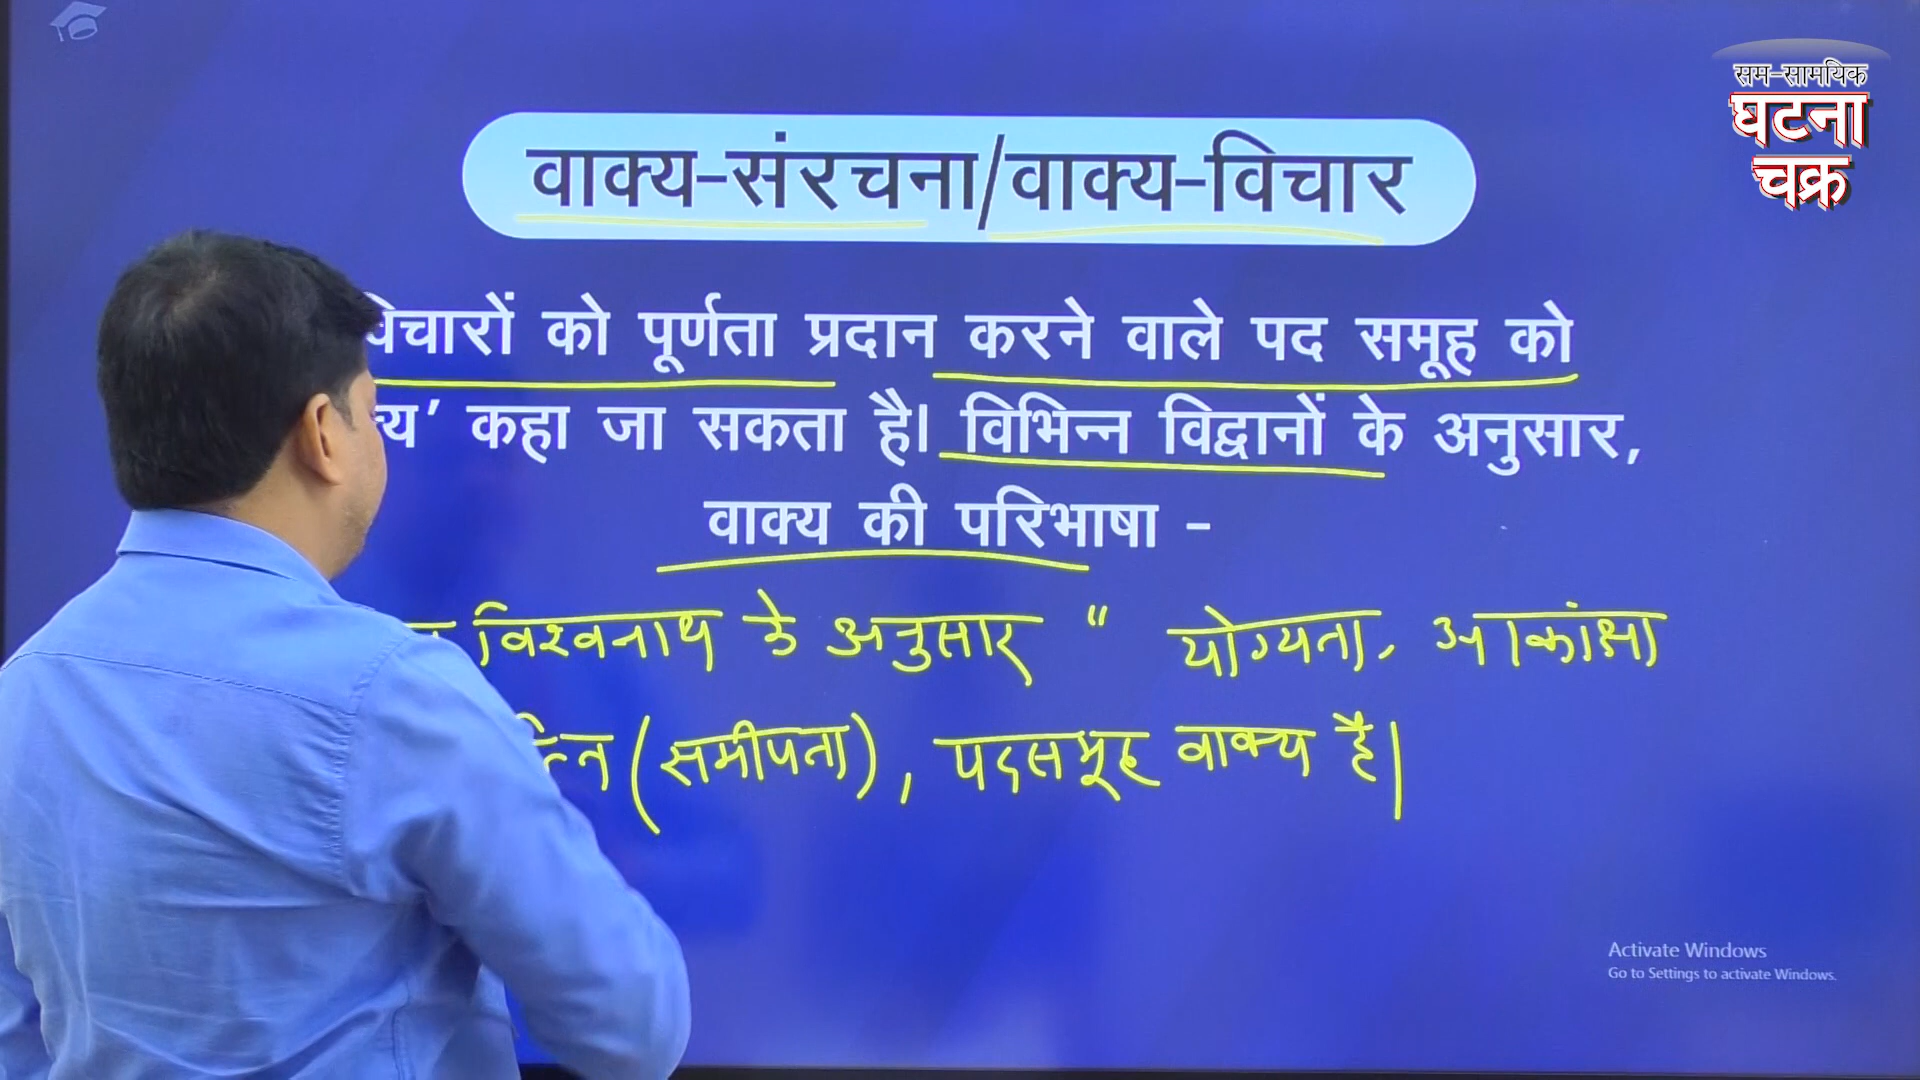 सम-सामयिक
घटना
चक्र
वाक्य-संरचना/वाक्य-विचार
विचारों को पूर्णता प्रदान करने वाले पद समूह को
कहा जा सकता है। विभिन्न विद्वानों के अनुसार,
वाक्य की परिभाषा -
विश्वनाथ के अनुसार " योग्यता, आकांक्षा
(समीपता), पदसमूह वाक्य है|
Activate Windows
Go to Settings to activate Windows.